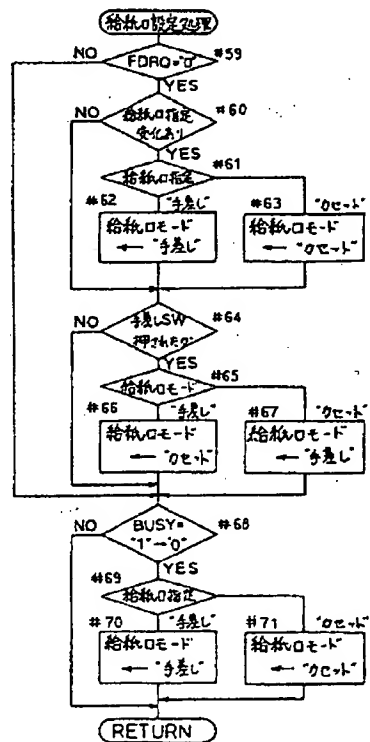 給紙口設定処理
NO
FDRQ="0"
#59
YES
NO
給紙口指定
変化あり
#60
YES
給紙口指定
#61
#62
"手差し"
給紙口モード
← "手差し"
#63
"カセット"
給紙口モード
← "カセット"
NO
手差しSW
押されたか
#64
YES
給紙口モード
#65
#66
"手差し"
給紙口モード
← "カセット"
#67
"カセット"
給紙口モード
← "手差し"
NO
BUSY=
"1"→"0"
#68
YES
#69
給紙口指定
#70
"手差し"
給紙口モード
← "手差し"
#71
"カセット"
給紙口モード
← "カセット"
RETURN